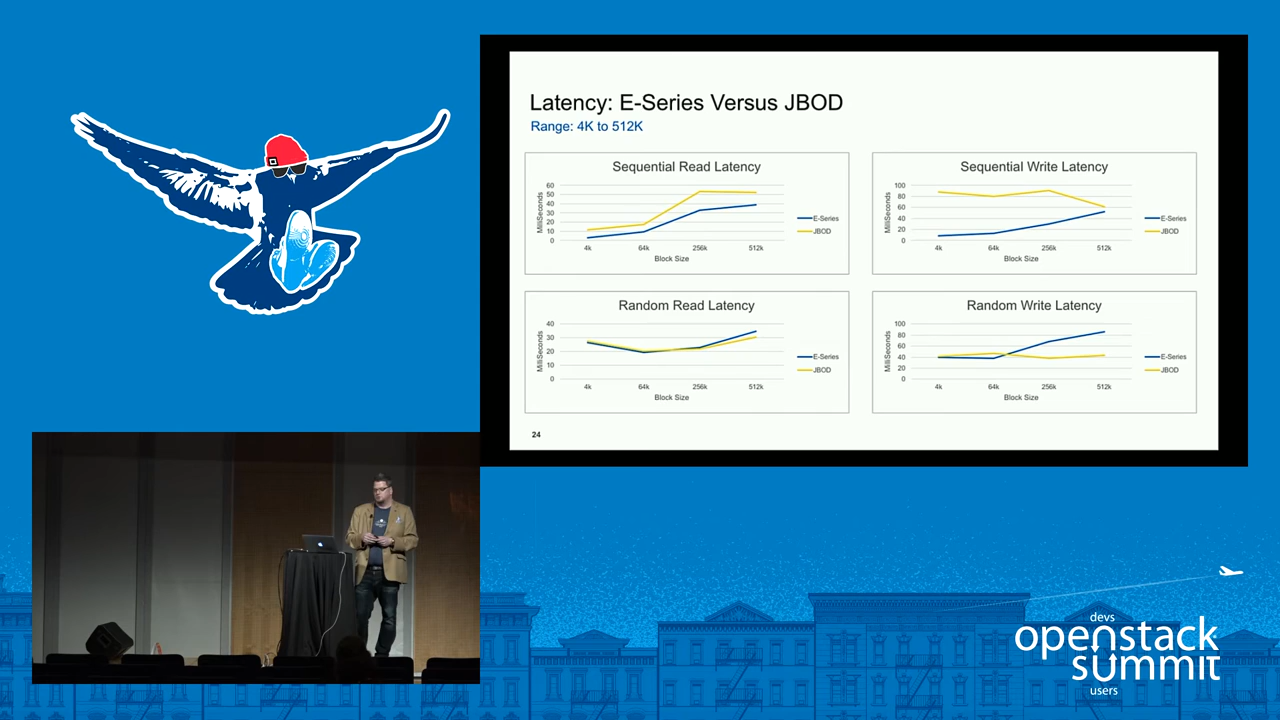 Latency: E-Series Versus JBOD
Range: 4K to 512K
Sequential Read Latency
MilliSeconds
60
50
40
30
20
10
0
4k 64k 256k 512k
Block Size
E-Series
JBOD
Sequential Write Latency
MilliSeconds
100
80
60
40
20
0
4k 64k 256k 512k
Block Size
E-Series
JBOD
Random Read Latency
MilliSeconds
40
30
20
10
0
4k 64k 256k 512k
Block Size
E-Series
JBOD
Random Write Latency
MilliSeconds
100
80
60
40
20
0
4k 64k 256k 512k
Block Size
E-Series
JBOD
24
devs
openstack
summit
users